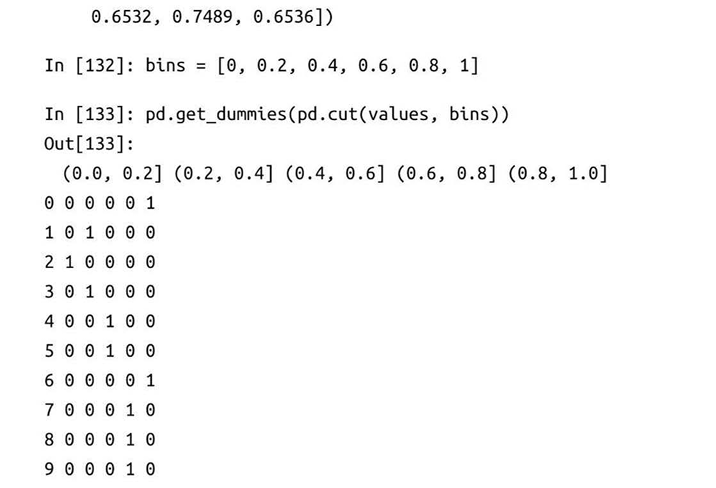 0.6532, 0.7489, 0.6536])
In [132]: bins = [0, 0.2, 0.4, 0.6, 0.8, 1]
In [133]: pd.get_dummies(pd.cut(values, bins))
Out[133]:
(0.0, 0.2] (0.2, 0.4] (0.4, 0.6] (0.6, 0.8] (0.8, 1.0]
0 0 0 0 0 1
1 0 1 0 0 0
2 1 0 0 0 0
3 0 1 0 0 0
4 0 0 1 0 0
5 0 0 1 0 0
6 0 0 0 0 1
7 0 0 0 1 0
8 0 0 0 1 0
9 0 0 0 1 0